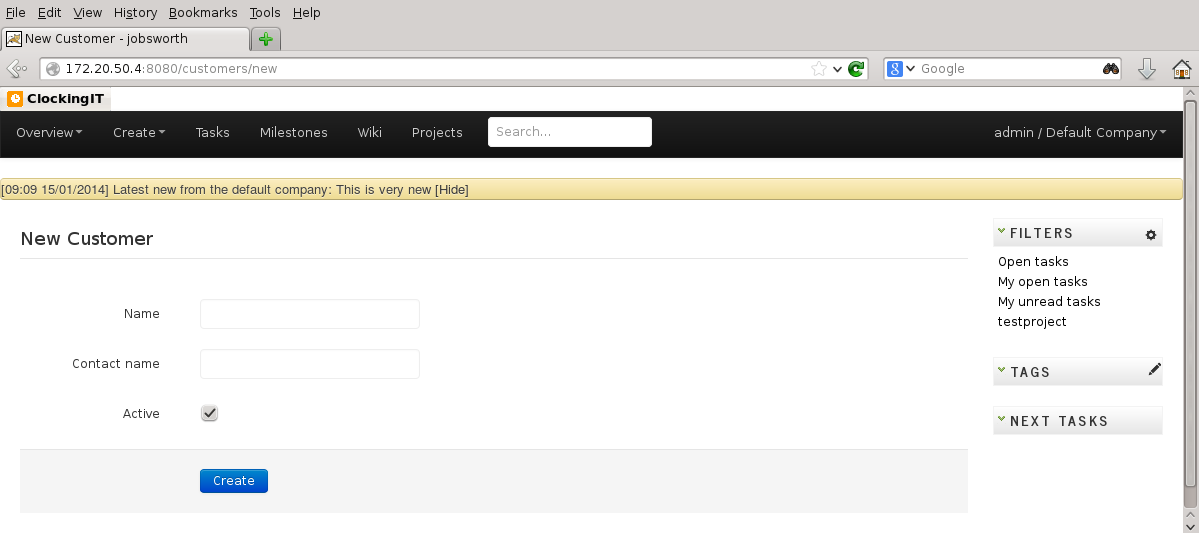 File Edit View History Bookmarks Tools Help
New Customer - jobsworth
172.20.50.4:8080/customers/new
8 Google
ClockingIT
Overview Create Tasks Milestones Wiki Projects Search... admin / Default Company
[09:09 15/01/2014] Latest new from the default company: This is very new [Hide]
New Customer
Name
Contact name
Active
Create
FILTERS
Open tasks
My open tasks
My unread tasks
testproject
TAGS
NEXT TASKS